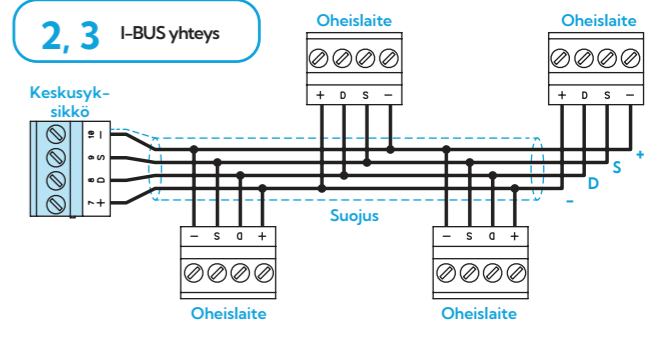 2, 3 I-BUS yhteys
Oheislaite
Oheislaite
+ D S -
+ D S -
Keskusyk-
sikkö
10 -
9 S
8 D
7 +
+
S
D
-
Suojus
- S D +
- S D +
Oheislaite
Oheislaite